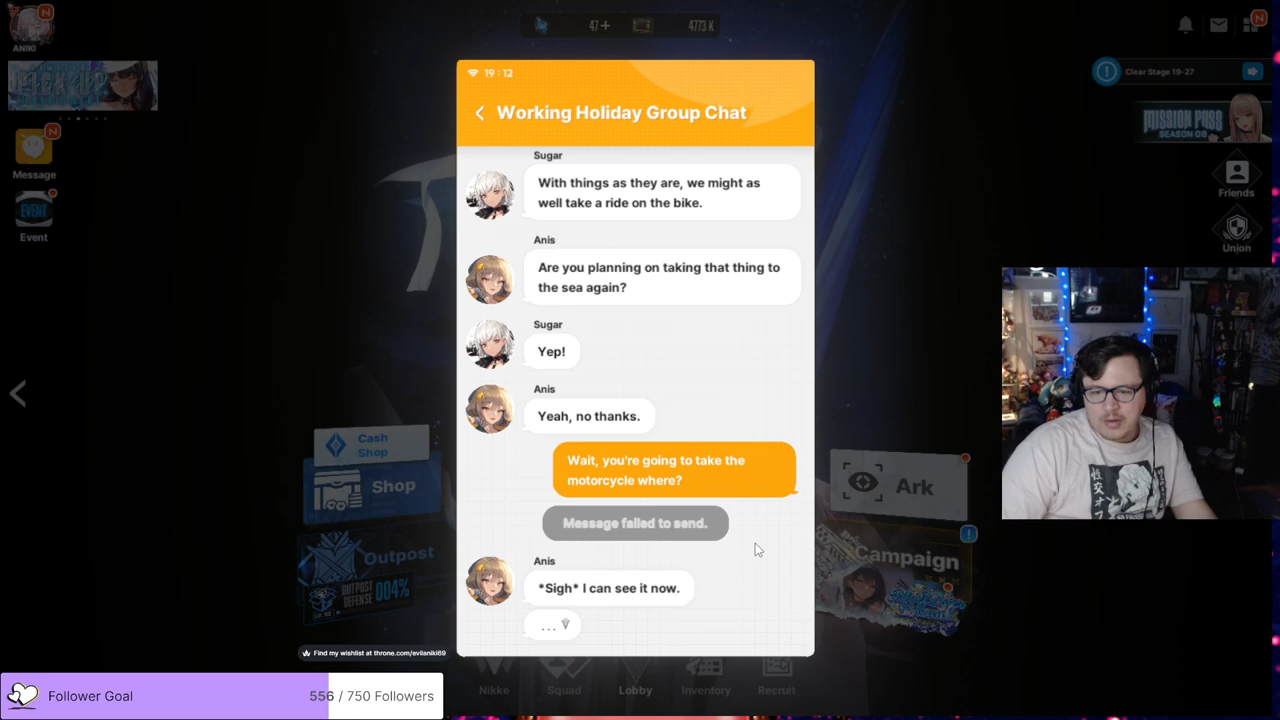 N
ANIKI
47+
4773 K
N
Clear Stage 19-27
MISSION PASS
SEASON 08
N
Message
EVENT
Event
Friends
Union
19 : 12
Working Holiday Group Chat
Sugar
With things as they are, we might as
well take a ride on the bike.
Anis
Are you planning on taking that thing to
the sea again?
Sugar
Yep!
Anis
Yeah, no thanks.
Wait, you're going to take the
motorcycle where?
Message failed to send.
Anis
*Sigh* I can see it now.
...
Cash
Shop
Shop
Outpost
OUTPOST
DEFENSE
004%
Ark
Campaign
Find my wishlist at throne.com/evilaniki69
Nikke
Squad
Lobby
Inventory
Recruit
Follower Goal
556 / 750 Followers